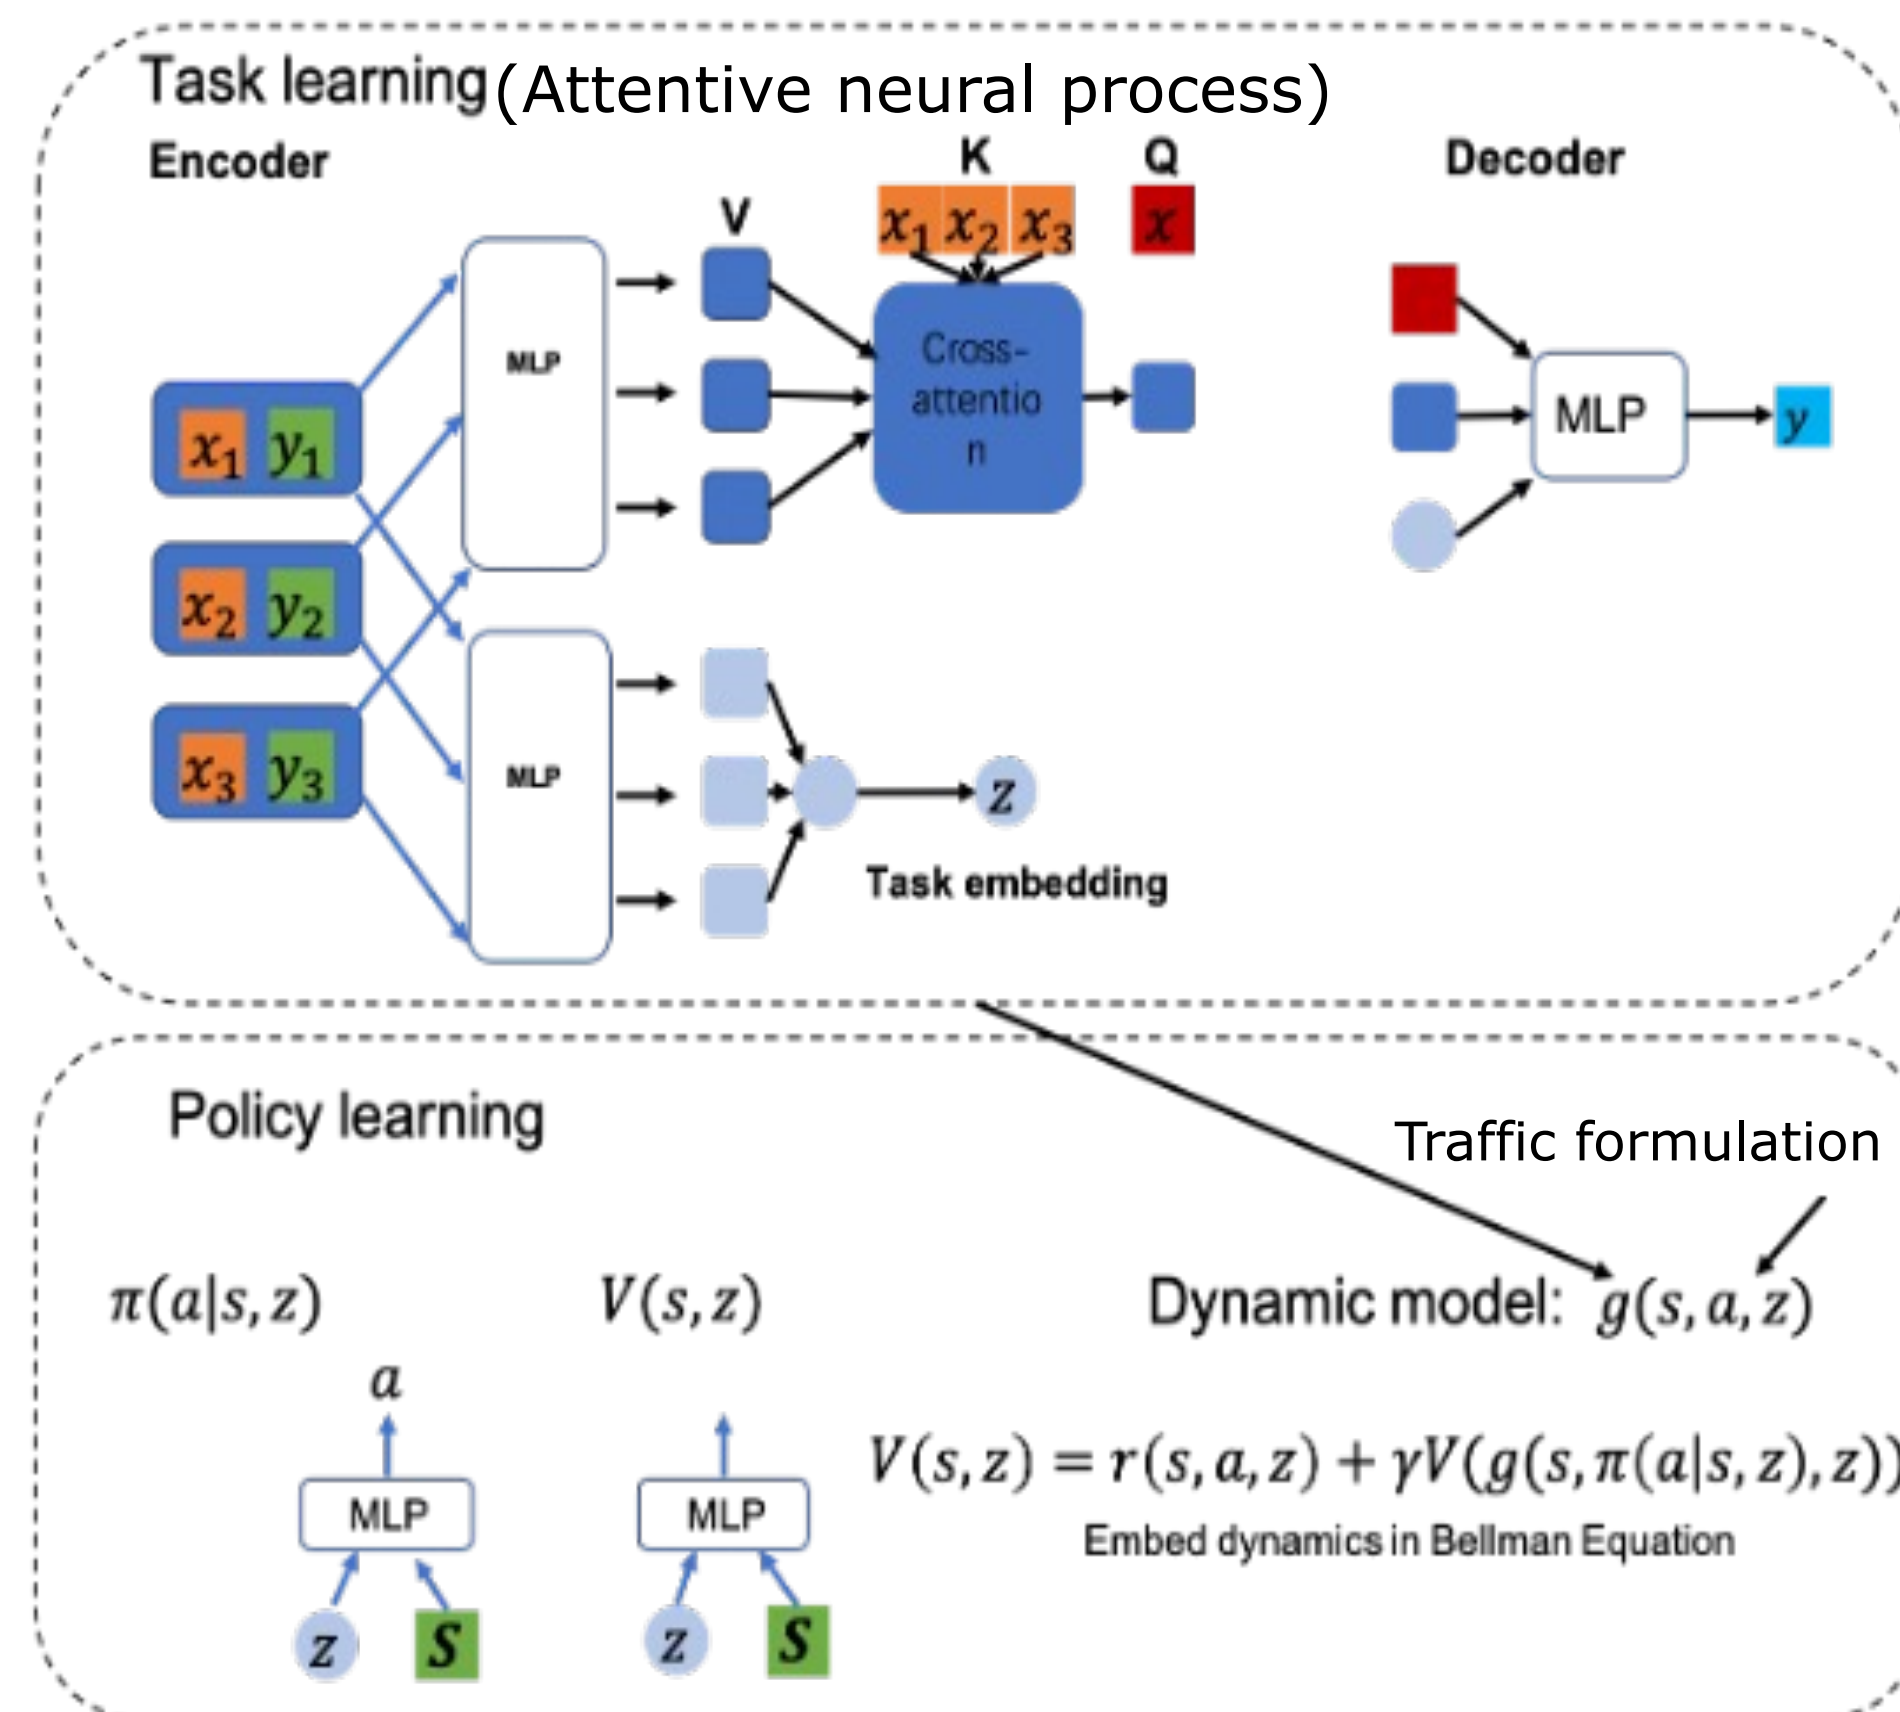 Task learning (Attentive neural process)
Encoder
K
Q
Decoder
V
x₁ x₂ x₃
x
MLP
Cross-
attentio
n
x₁ y₁
MLP
y
x₂ y₂
x₃ y₃
MLP
z
Task embedding
Policy learning
Traffic formulation
π(a|s,z)
V(s,z)
Dynamic model: g(s,a,z)
a
V(s,z) = r(s,a,z) + γV(g(s,π(a|s,z),z))
MLP
MLP
Embed dynamics in Bellman Equation
z
S
z
S